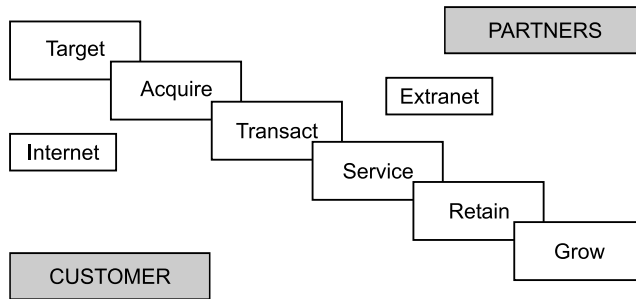 Target
PARTNERS
Acquire
Extranet
Transact
Internet
Service
Retain
Grow
CUSTOMER